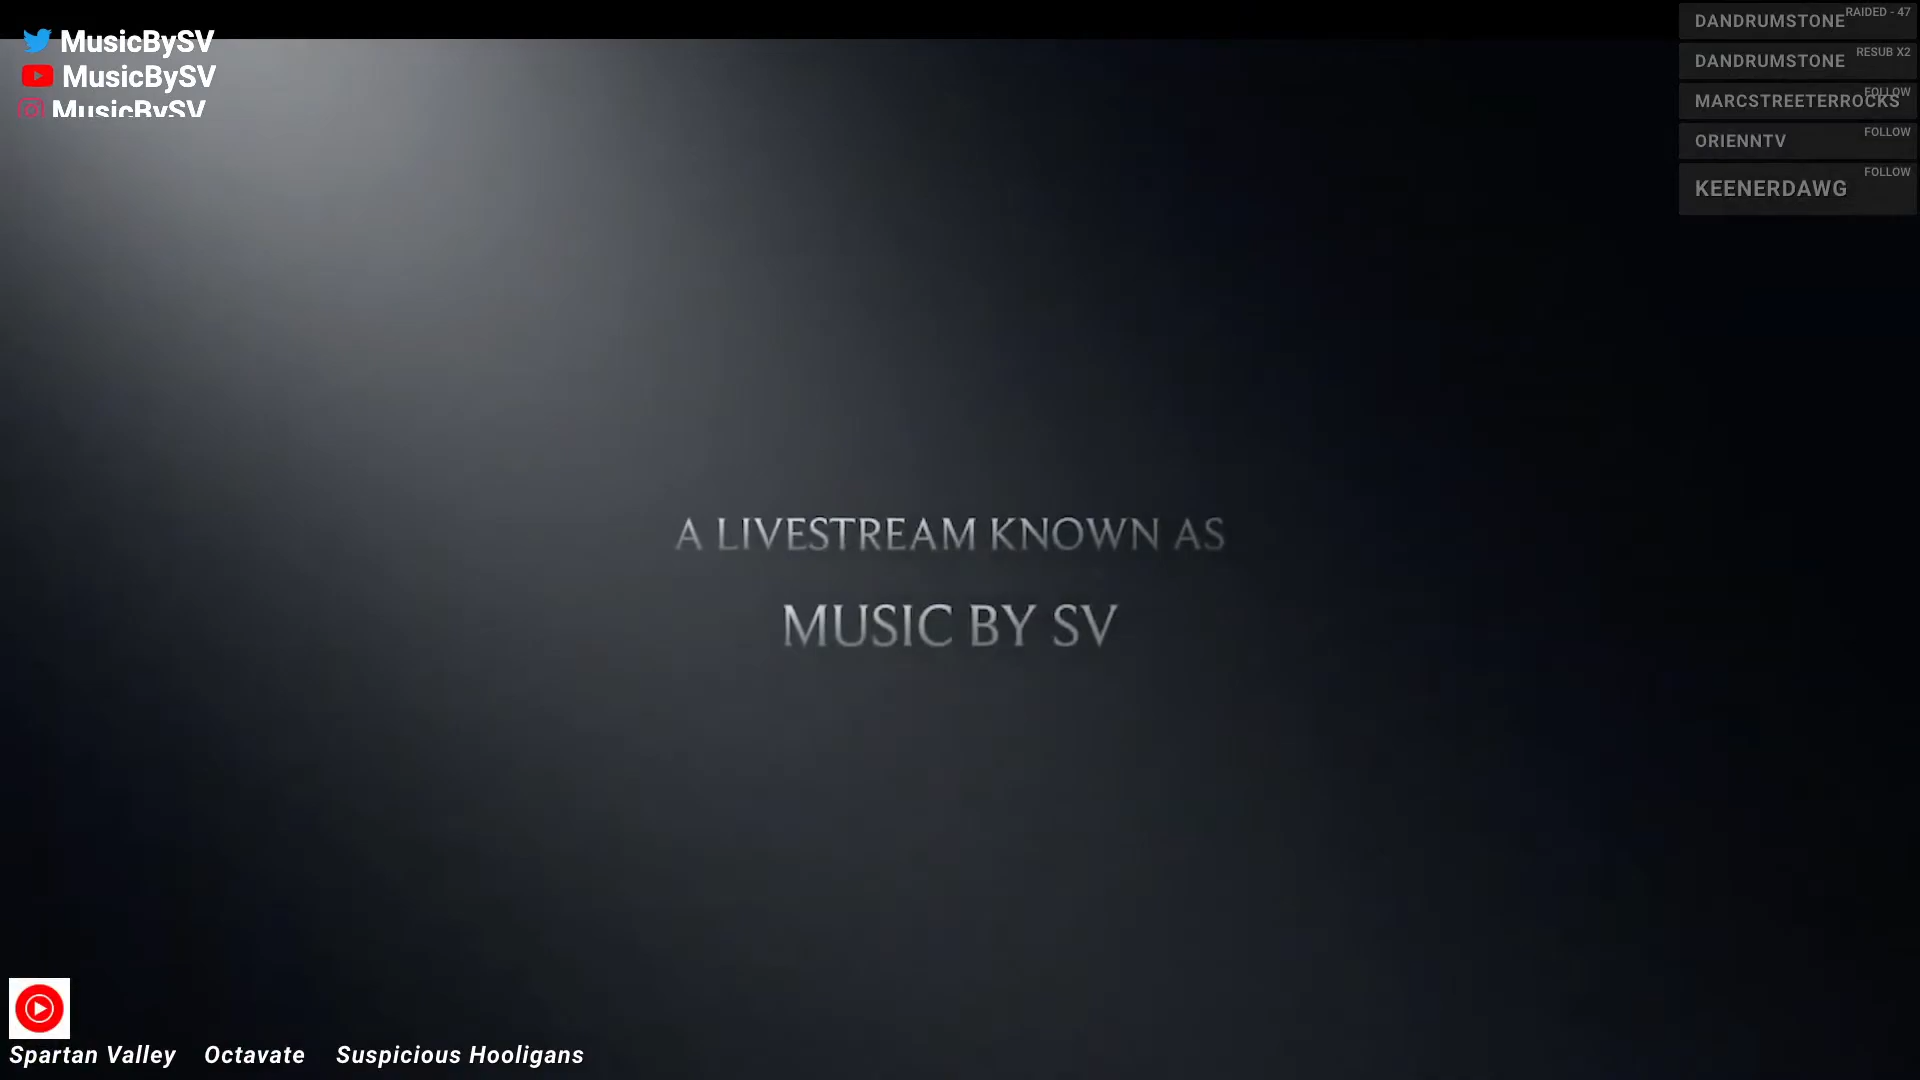 MusicBySV
MusicBySV
MusicBySV
DANDRUMSTONE RAIDED - 47
DANDRUMSTONE RESUB X2
MARCSTREETERROCKS FOLLOW
ORIENNTV FOLLOW
KEENERDAWG FOLLOW
A LIVESTREAM KNOWN AS
MUSIC BY SV
Spartan Valley Octavate Suspicious Hooligans